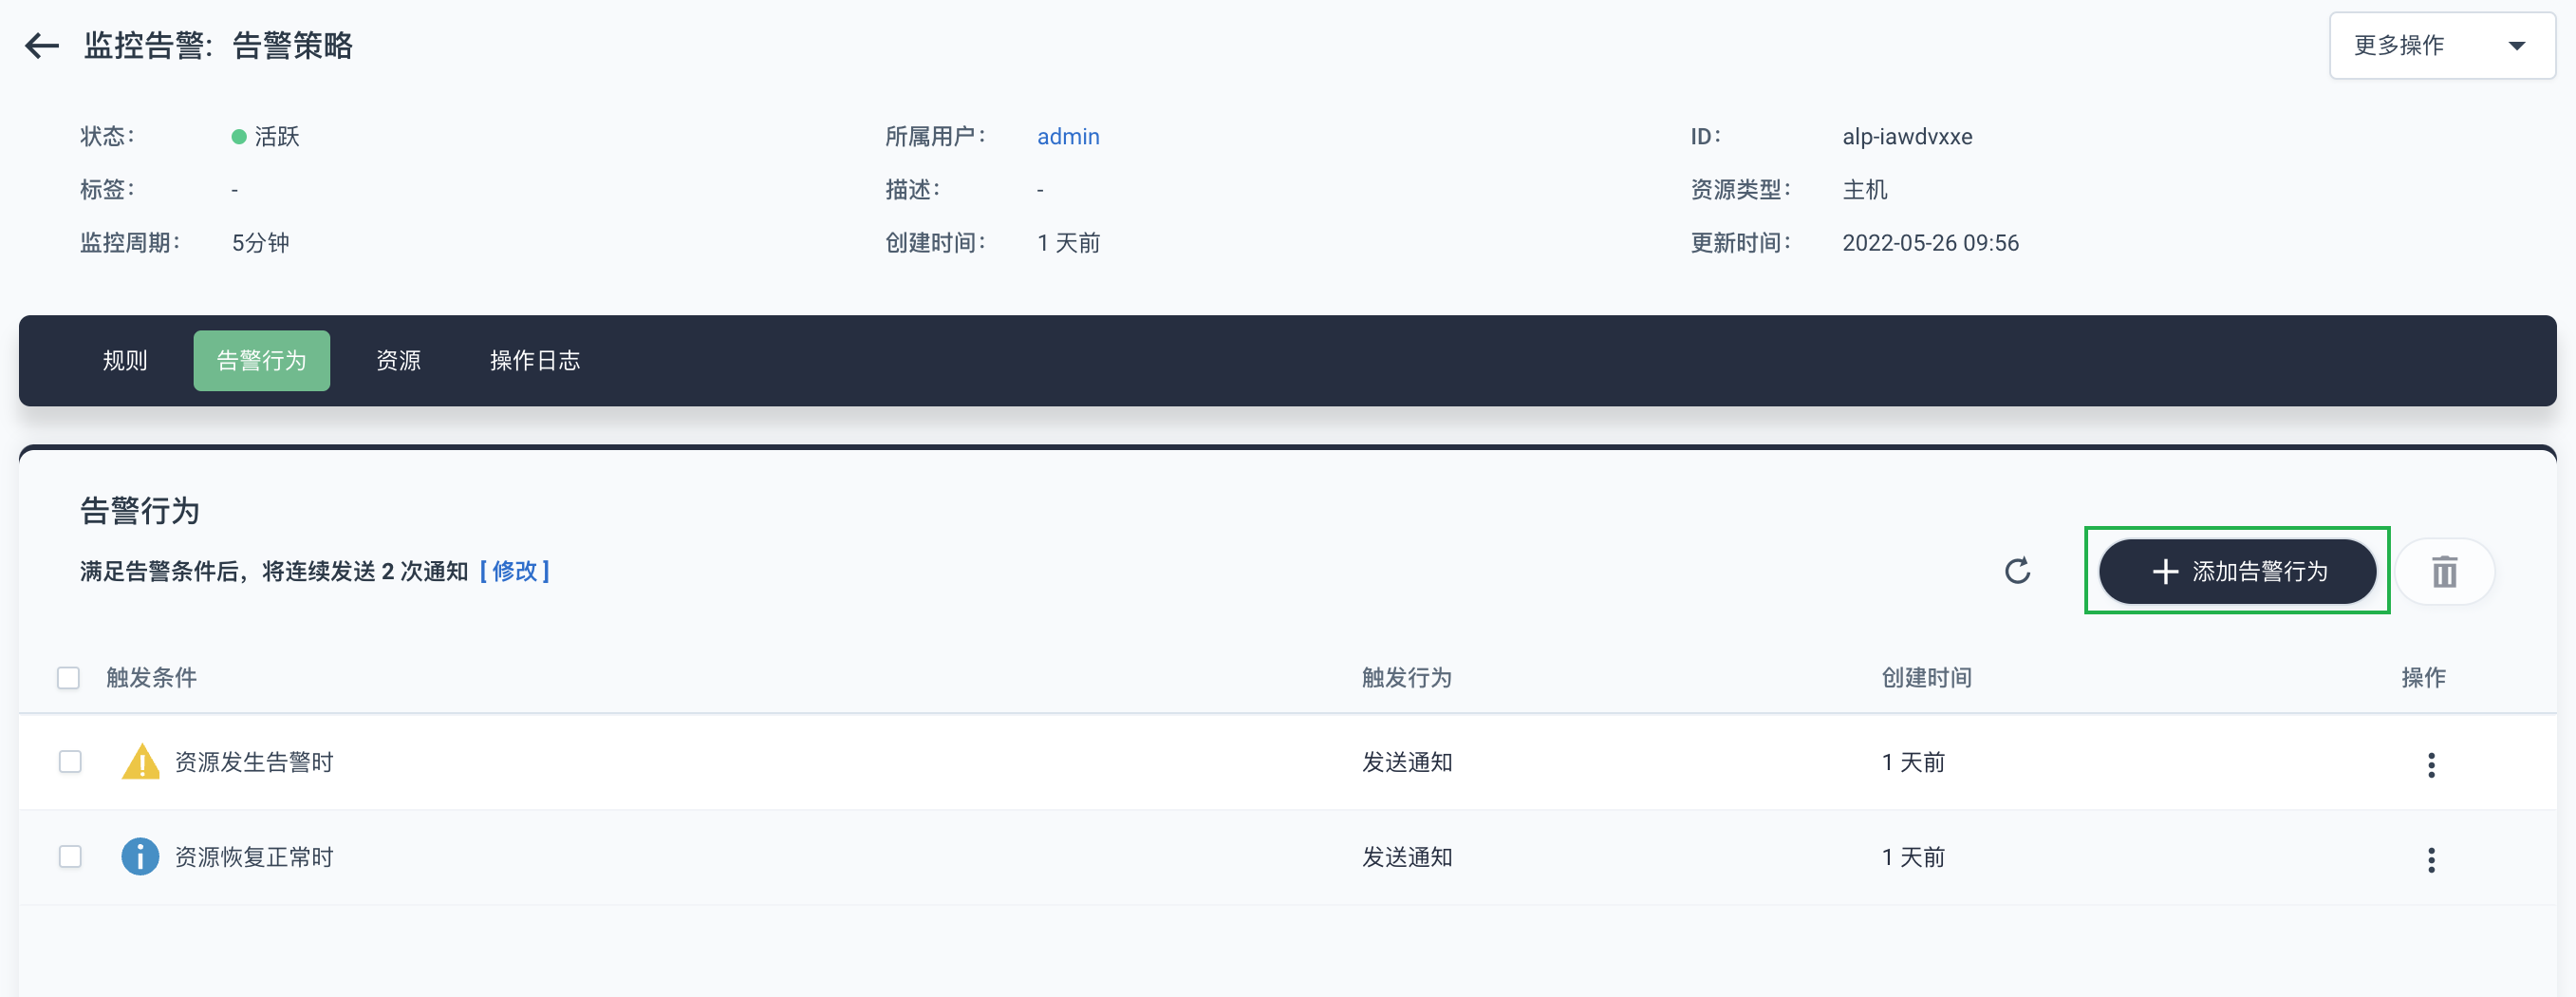 监控告警: 告警策略
更多操作
状态: 活跃 所属用户: admin ID: alp-iawdvxxe
标签: - 描述: - 资源类型: 主机
监控周期: 5分钟 创建时间: 1 天前 更新时间: 2022-05-26 09:56
规则 告警行为 资源 操作日志
告警行为
满足告警条件后，将连续发送 2 次通知 [ 修改 ]
添加告警行为
触发条件 触发行为 创建时间 操作
资源发生告警时 发送通知 1 天前
资源恢复正常时 发送通知 1 天前